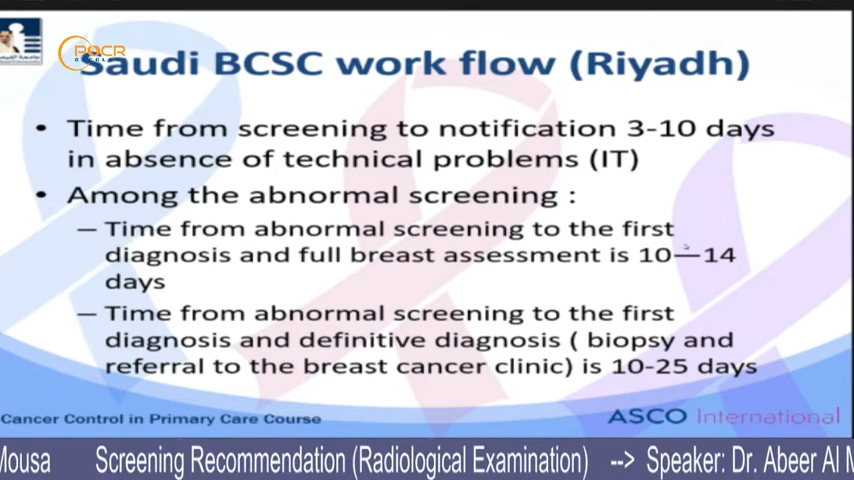 POCR
Saudi BCSC work flow (Riyadh)
• Time from screening to notification 3-10 days
in absence of technical problems (IT)
• Among the abnormal screening :
— Time from abnormal screening to the first
diagnosis and full breast assessment is 10—14
days
— Time from abnormal screening to the first
diagnosis and definitive diagnosis ( biopsy and
referral to the breast cancer clinic) is 10-25 days
Cancer Control in Primary Care Course
ASCO International
Mousa Screening Recommendation (Radiological Examination) --> Speaker: Dr. Abeer Al M